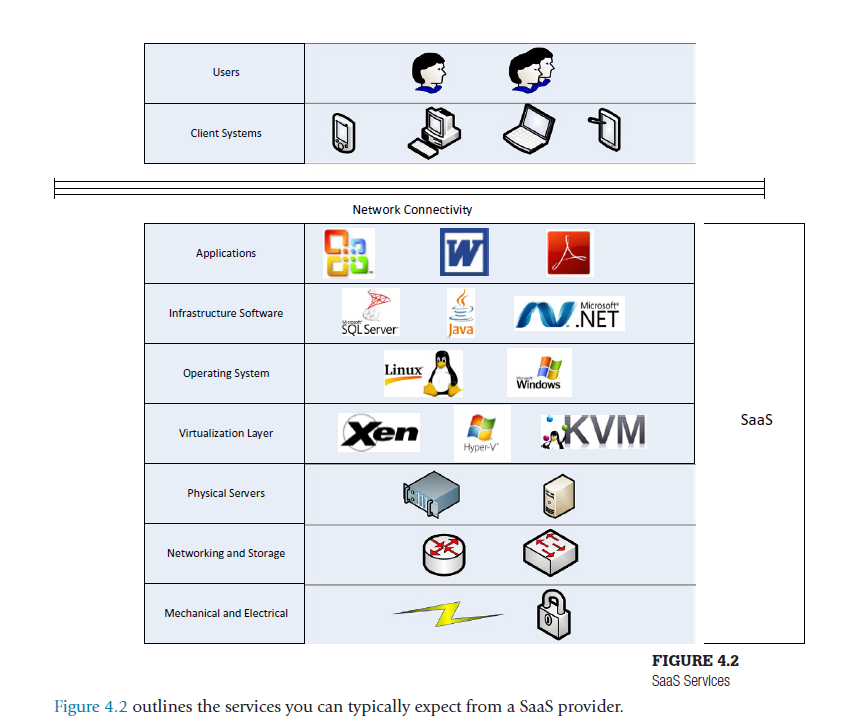 Users
Client Systems
Network Connectivity
Applications
W
Infrastructure Software
Microsoft®
SQL Server
Java
Microsoft®
.NET
Operating System
Linux
Microsoft
Windows
Virtualization Layer
Xen
Hyper-V
KVM
SaaS
Physical Servers
Networking and Storage
Mechanical and Electrical
FIGURE 4.2
SaaS Services
Figure 4.2 outlines the services you can typically expect from a SaaS provider.